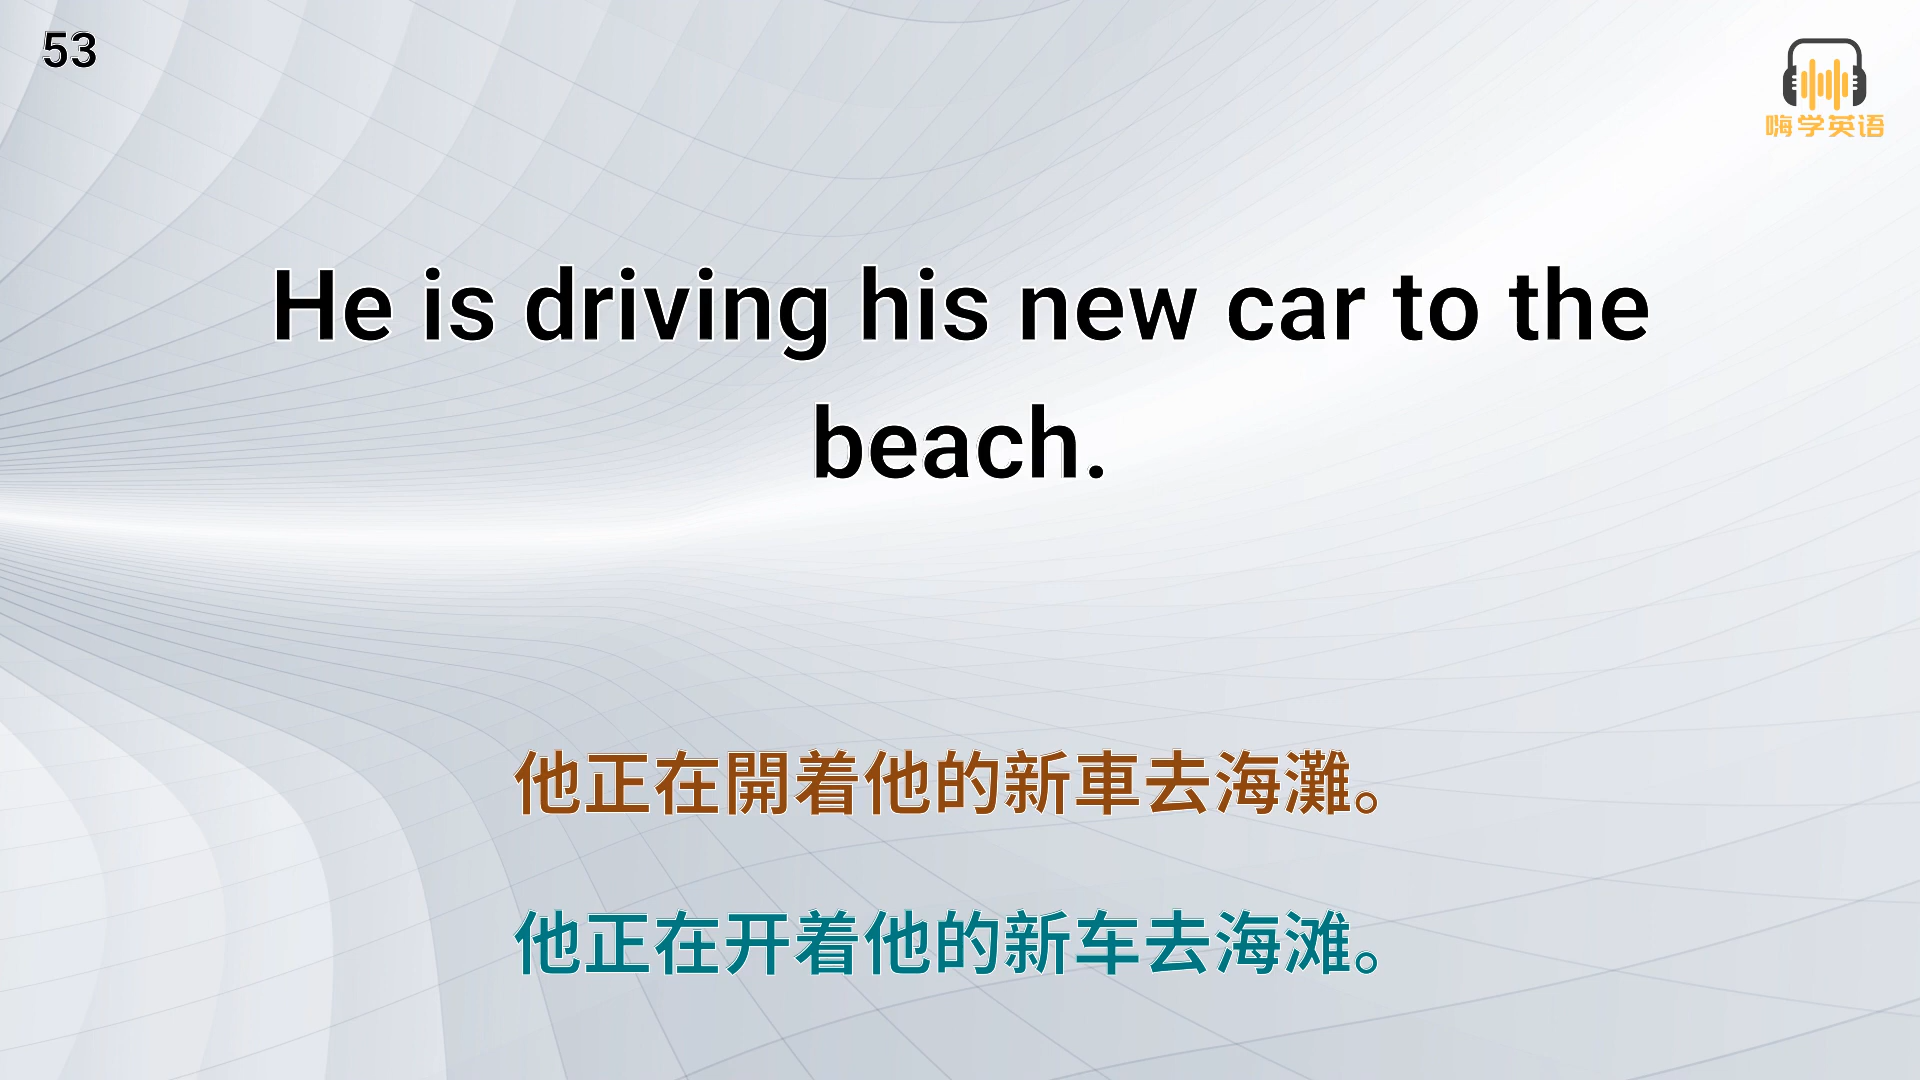 53
嗨学英语
He is driving his new car to the
beach.
他正在開着他的新車去海灘。
他正在开着他的新车去海滩。